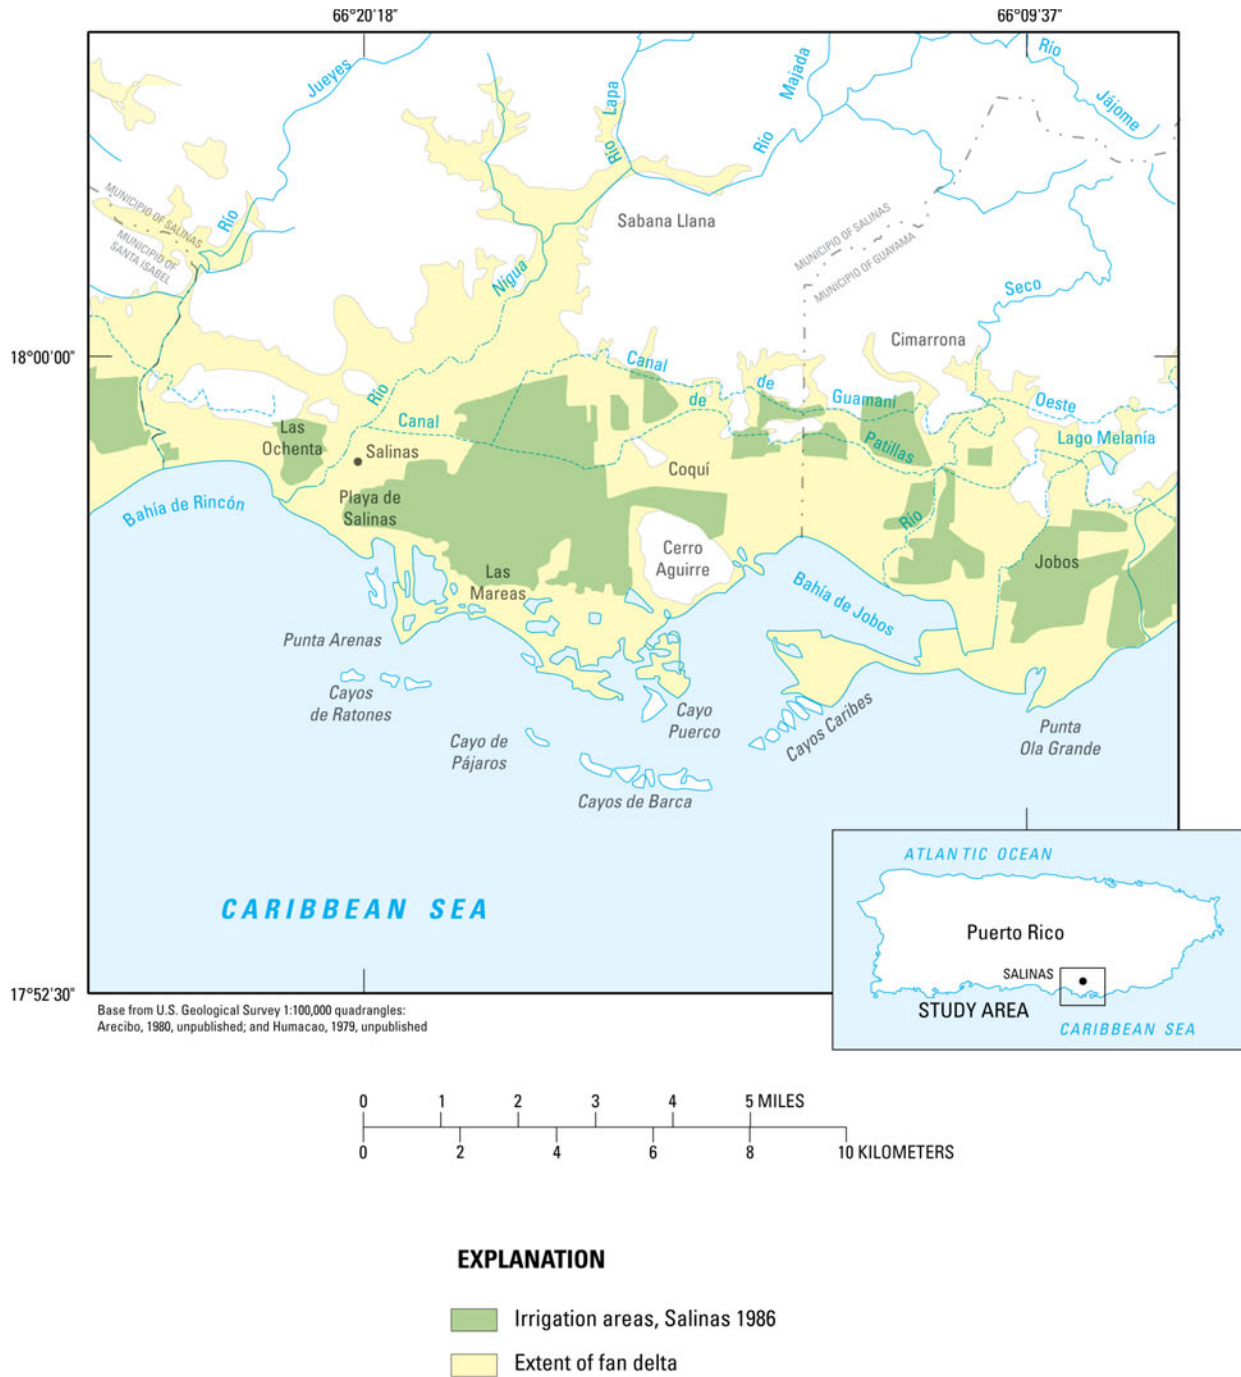 66°20'18"
66°09'37"
Jueyes
Lapa
Majada
Río
Jájome
Río
Río
MUNICIPIO OF SALINAS
MUNICIPIO OF
SANTA ISABEL
Río
Sabana Llana
MUNICIPIO OF SALINAS
MUNICIPIO OF GUAYAMA
Nigua
Seco
18°00'00"
Cimarrona
Canal
de
Guamaní
Oeste
Río
Canal
de
Patillas
Las
Ochenta
Salinas
Lago Melanía
Coquí
Playa de
Salinas
Bahía de Rincón
Río
Cerro
Aguirre
Jobos
Las
Mareas
Bahía de Jobos
Punta Arenas
Cayos
de Ratones
Cayo
Puerco
Cayos Caribes
Punta
Ola Grande
Cayo de
Pájaros
Cayos de Barca
CARIBBEAN SEA
17°52'30"
ATLANTIC OCEAN
Puerto Rico
SALINAS
STUDY AREA
CARIBBEAN SEA
Base from U.S. Geological Survey 1:100,000 quadrangles:
Arecibo, 1980, unpublished; and Humacao, 1979, unpublished
0 1 2 3 4 5 MILES
0 2 4 6 8 10 KILOMETERS
EXPLANATION
Irrigation areas, Salinas 1986
Extent of fan delta